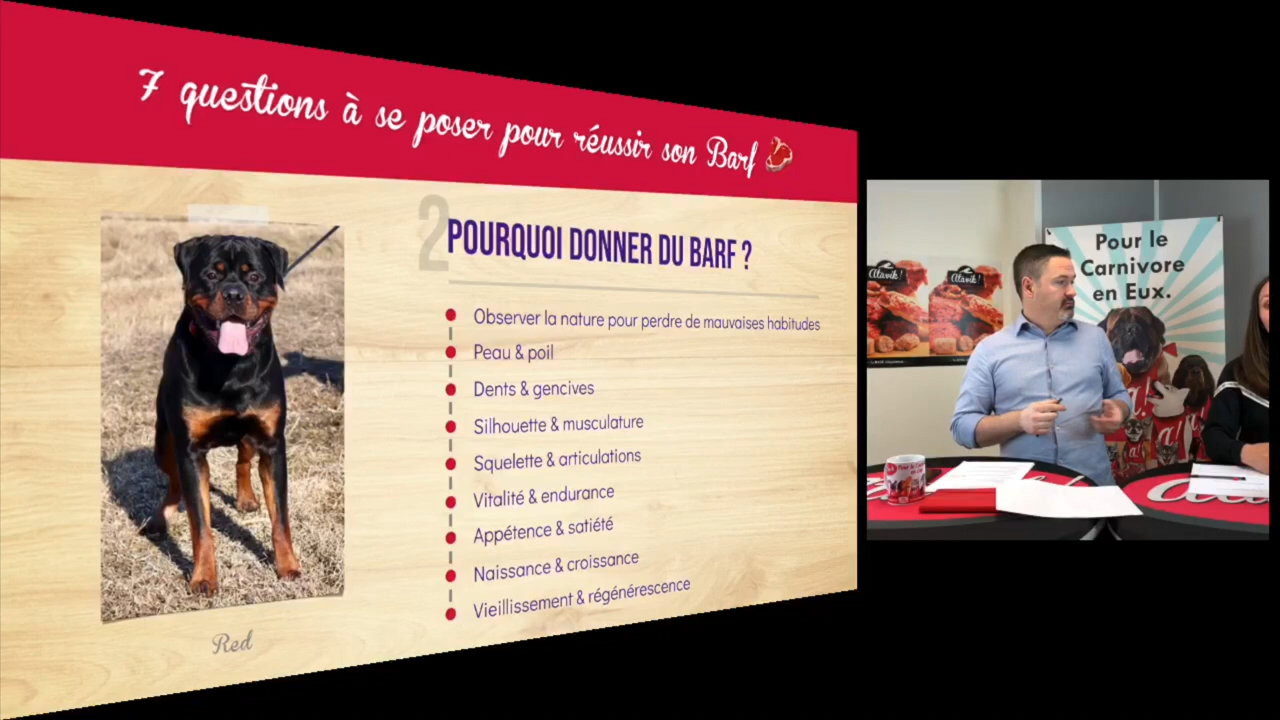 7 questions à se poser pour réussir son Barf
2
POURQUOI DONNER DU BARF ?
Observer la nature pour perdre de mauvaises habitudes
Peau & poil
Dents & gencives
Silhouette & musculature
Squelette & articulations
Vitalité & endurance
Appétence & satiété
Naissance & croissance
Vieillissement & régénérescence
Red
Atavik!
Atavik!
Pour le
Carnivore
en Eux.